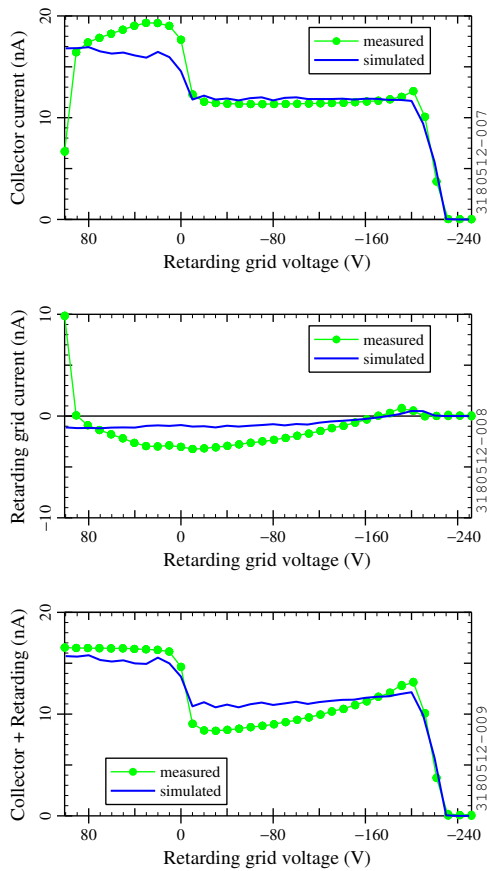 20
10
0
Collector current (nA)
measured
simulated
3180512-007
80 0 −80 −160 −240
Retarding grid voltage (V)
10
0
−10
Retarding grid current (nA)
measured
simulated
3180512-008
80 0 −80 −160 −240
Retarding grid voltage (V)
20
10
0
Collector + Retarding (nA)
measured
simulated
3180512-009
80 0 −80 −160 −240
Retarding grid voltage (V)